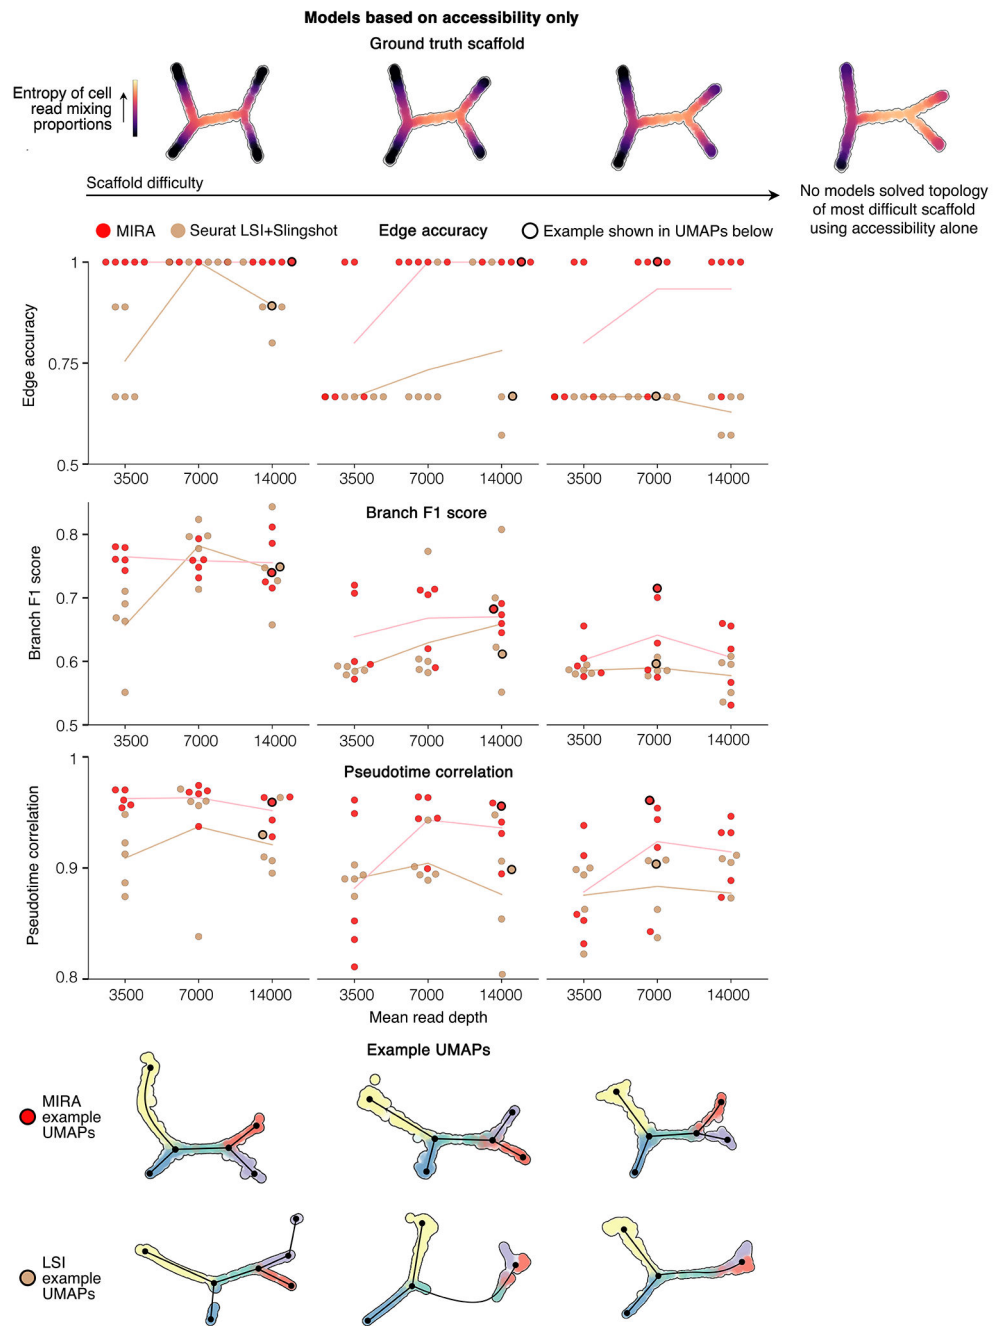 Models based on accessibility only
Ground truth scaffold
Entropy of cell
read mixing
proportions
Scaffold difficulty
No models solved topology
of most difficult scaffold
using accessibility alone
MIRA
Seurat LSI+Slingshot
Edge accuracy
Example shown in UMAPs below
Edge accuracy
1
0.75
0.5
3500 7000 14000 3500 7000 14000 3500 7000 14000
Branch F1 score
Branch F1 score
0.8
0.7
0.6
0.5
3500 7000 14000 3500 7000 14000 3500 7000 14000
Pseudotime correlation
Pseudotime correlation
1
0.9
0.8
3500 7000 14000 3500 7000 14000 3500 7000 14000
Mean read depth
Example UMAPs
MIRA
example
UMAPs
LSI
example
UMAPs